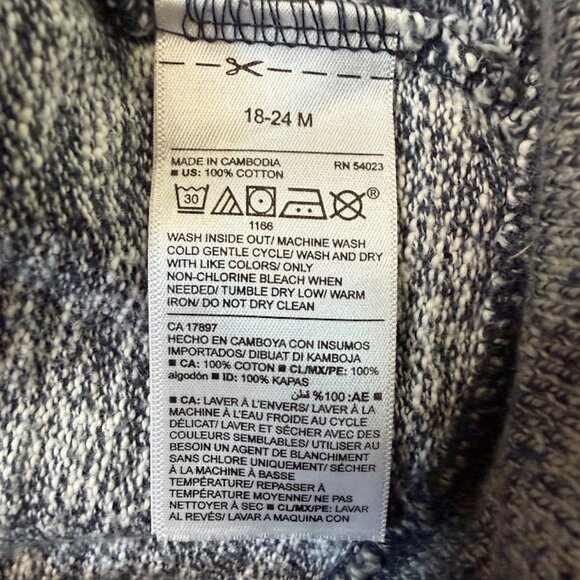 18-24 M
MADE IN CAMBODIA RN 54023
■ US: 100% COTTON
30 ®
1166
WASH INSIDE OUT/ MACHINE WASH
COLD GENTLE CYCLE/ WASH AND DRY
WITH LIKE COLORS/ ONLY
NON-CHLORINE BLEACH WHEN
NEEDED/ TUMBLE DRY LOW/ WARM
IRON/ DO NOT DRY CLEAN
CA 17897
HECHO EN CAMBOYA CON INSUMOS
IMPORTADOS/ DIBUAT DI KAMBOJA
■ CA: 100% COTON ■ CL/MX/PE: 100%
algodón ■ ID: 100% KAPAS
■ AE: 100% قطن
■ CA: LAVER À L'ENVERS/ LAVER À LA
MACHINE À L'EAU FROIDE AU CYCLE
DÉLICAT/ LAVER ET SÉCHER AVEC DES
COULEURS SEMBLABLES/ UTILISER AU
BESOIN UN AGENT DE BLANCHIMENT
SANS CHLORE UNIQUEMENT/ SÉCHER
À LA MACHINE À BASSE
TEMPÉRATURE/ REPASSER À
TEMPÉRATURE MOYENNE/ NE PAS
NETTOYER À SEC ■ CL/MX/PE: LAVAR
AL REVÉS/ LAVAR A MAQUINA CON